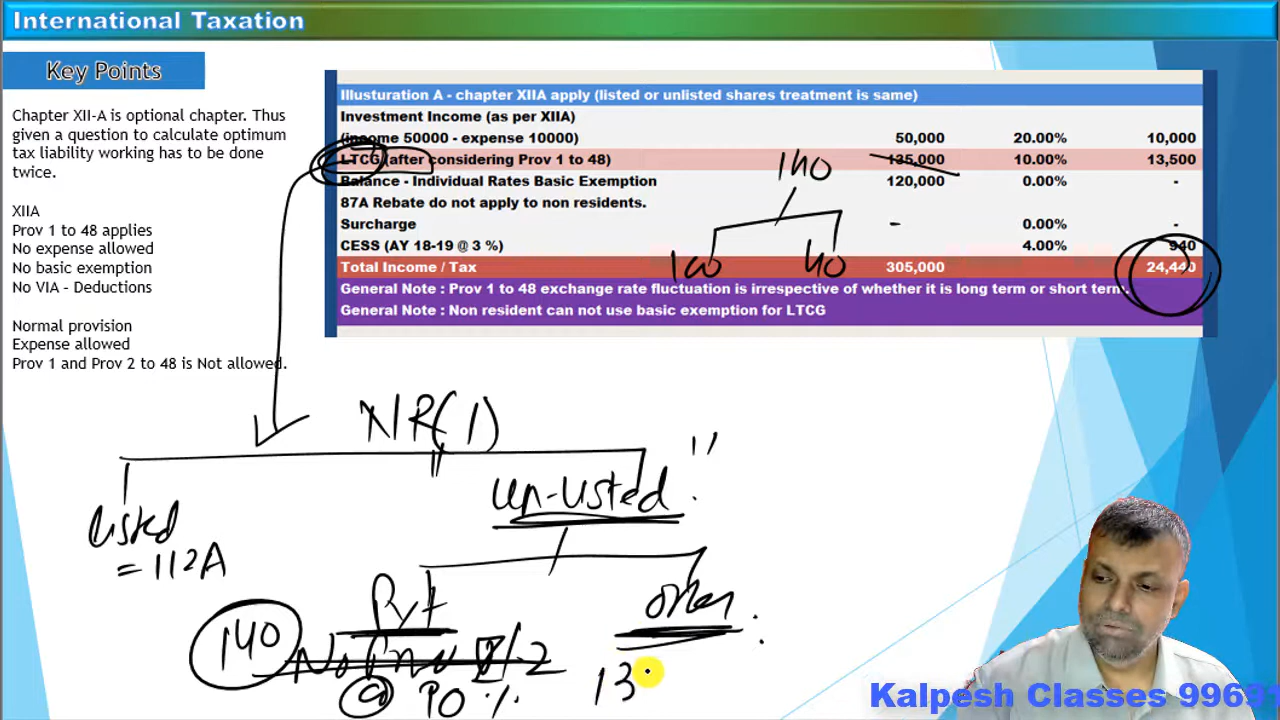 International Taxation
Key Points
Chapter XII-A is optional chapter. Thus
given a question to calculate optimum
tax liability working has to be done
twice.
XIIA
Prov 1 to 48 applies
No expense allowed
No basic exemption
No VIA - Deductions
Normal provision
Expense allowed
Prov 1 and Prov 2 to 48 is Not allowed.
Illusturation A - chapter XIIA apply (listed or unlisted shares treatment is same)
Investment Income (as per XIIA)
(income 50000 - expense 10000) 50,000 20.00% 10,000
LTCG (after considering Prov 1 to 48) 135,000 10.00% 13,500
Balance - Individual Rates Basic Exemption 120,000 0.00% -
87A Rebate do not apply to non residents.
Surcharge - 0.00% -
CESS (AY 18-19 @ 3 %) 4.00% 940
Total Income / Tax 305,000 24,440
General Note : Prov 1 to 48 exchange rate fluctuation is irrespective of whether it is long term or short term.
General Note : Non resident can not use basic exemption for LTCG
140
100 40
NR(1)
listed
= 112A
un-listed
Pvt
other
140 No
@ 10 %
13
Kalpesh Classes 9969